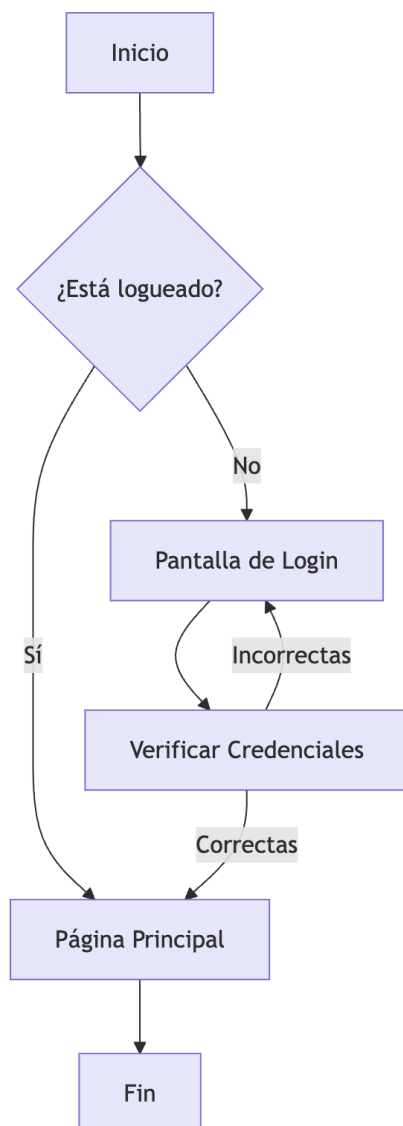 Inicio
¿Está logueado?
No
Pantalla de Login
Sí
Incorrectas
Verificar Credenciales
Correctas
Página Principal
Fin